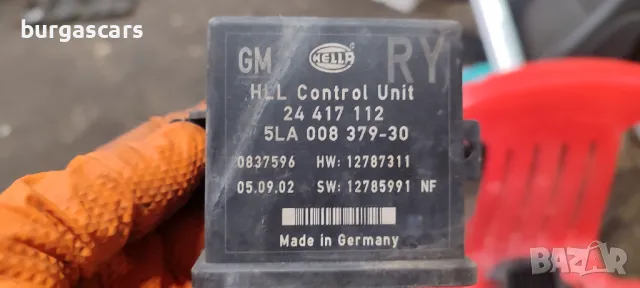 burgascars
GM HELLA RY
HLL Control Unit
24 417 112
5LA 008 379-30
0837596 HW: 12787311
05.09.02 SW: 12785991 NF
Made in Germany
bazar